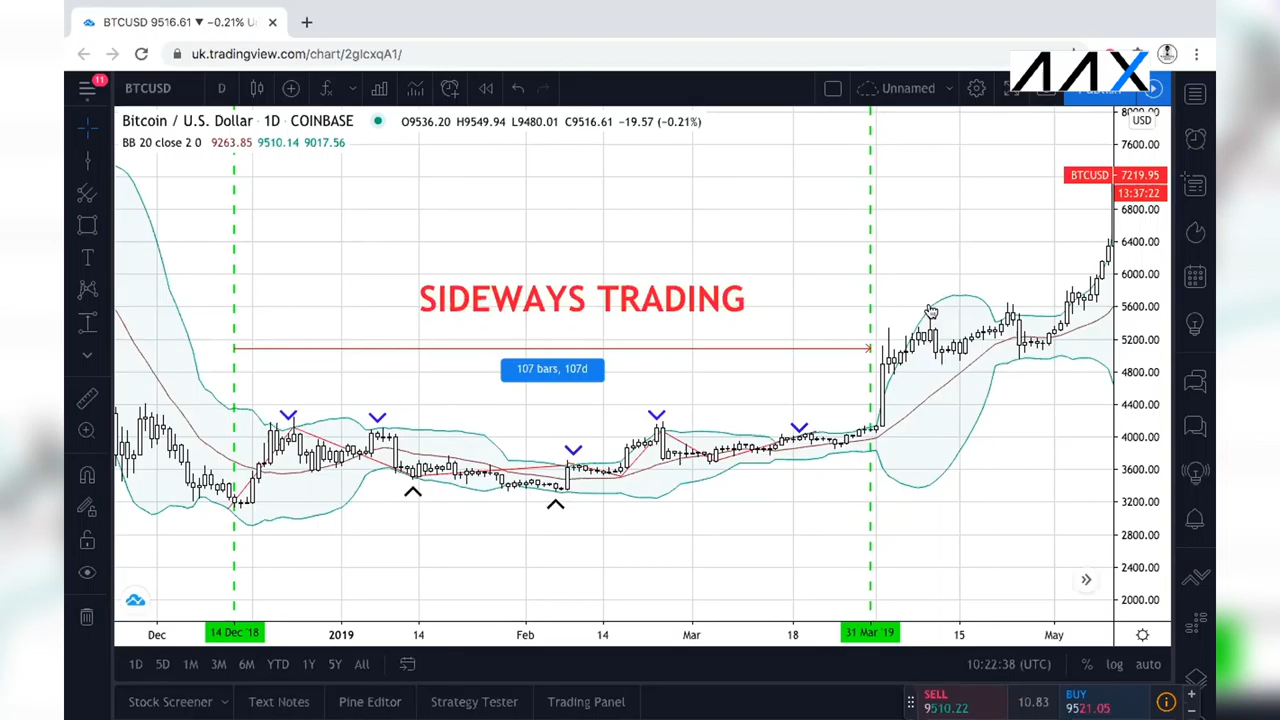 BTCUSD 9516.61 ▼ −0.21%
uk.tradingview.com/chart/2glcxqA1/
AAX
11
BTCUSD
D
Unnamed
Bitcoin / U.S. Dollar · 1D · COINBASE
O9536.20 H9549.94 L9480.01 C9516.61 −19.57 (−0.21%)
BB 20 close 2 0 9263.85 9510.14 9017.56
8000.00
USD
7600.00
BTCUSD 7219.95
13:37:22
6800.00
6400.00
6000.00
5600.00
5200.00
4800.00
4400.00
4000.00
3600.00
3200.00
2800.00
2400.00
2000.00
SIDEWAYS TRADING
107 bars, 107d
Dec
14 Dec '18
2019
14
Feb
14
Mar
18
31 Mar '19
15
May
1D 5D 1M 3M 6M YTD 1Y 5Y All
10:22:38 (UTC) % log auto
Stock Screener Text Notes Pine Editor Strategy Tester Trading Panel
SELL
9510.22
10.83
BUY
9521.05